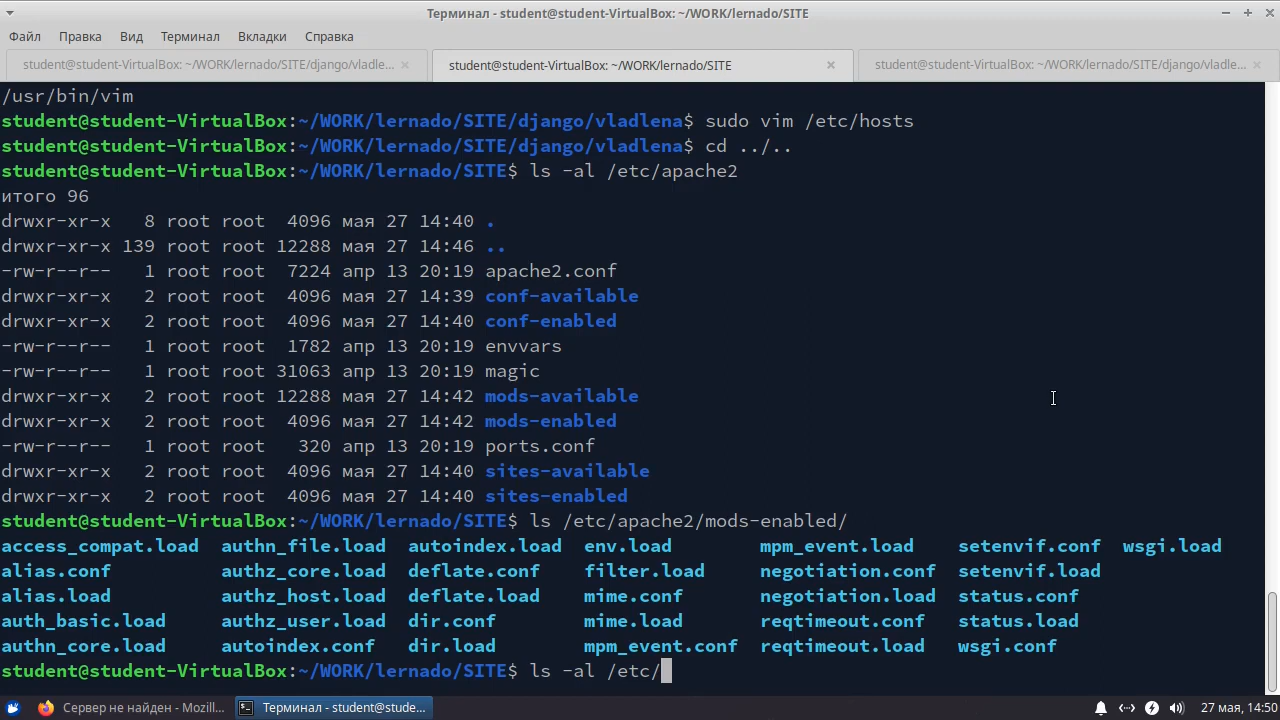 Терминал - student@student-VirtualBox: ~/WORK/lernado/SITE
Файл Правка Вид Терминал Вкладки Справка
student@student-VirtualBox: ~/WORK/lernado/SITE/django/vladle... student@student-VirtualBox: ~/WORK/lernado/SITE student@student-VirtualBox: ~/WORK/lernado/SITE/django/vladle...
/usr/bin/vim
student@student-VirtualBox:~/WORK/lernado/SITE/django/vladlena$ sudo vim /etc/hosts
student@student-VirtualBox:~/WORK/lernado/SITE/django/vladlena$ cd ../..
student@student-VirtualBox:~/WORK/lernado/SITE$ ls -al /etc/apache2
итого 96
drwxr-xr-x 8 root root 4096 мая 27 14:40 .
drwxr-xr-x 139 root root 12288 мая 27 14:46 ..
-rw-r--r-- 1 root root 7224 апр 13 20:19 apache2.conf
drwxr-xr-x 2 root root 4096 мая 27 14:39 conf-available
drwxr-xr-x 2 root root 4096 мая 27 14:40 conf-enabled
-rw-r--r-- 1 root root 1782 апр 13 20:19 envvars
-rw-r--r-- 1 root root 31063 апр 13 20:19 magic
drwxr-xr-x 2 root root 12288 мая 27 14:42 mods-available
drwxr-xr-x 2 root root 4096 мая 27 14:42 mods-enabled
-rw-r--r-- 1 root root 320 апр 13 20:19 ports.conf
drwxr-xr-x 2 root root 4096 мая 27 14:40 sites-available
drwxr-xr-x 2 root root 4096 мая 27 14:40 sites-enabled
student@student-VirtualBox:~/WORK/lernado/SITE$ ls /etc/apache2/mods-enabled/
access_compat.load authn_file.load autoindex.load env.load mpm_event.load setenvif.conf wsgi.load
alias.conf authz_core.load deflate.conf filter.load negotiation.conf setenvif.load
alias.load authz_host.load deflate.load mime.conf negotiation.load status.conf
auth_basic.load authz_user.load dir.conf mime.load reqtimeout.conf status.load
authn_core.load autoindex.conf dir.load mpm_event.conf reqtimeout.load wsgi.conf
student@student-VirtualBox:~/WORK/lernado/SITE$ ls -al /etc/
Сервер не найден - Mozill... Терминал - student@stude... 27 мая, 14:50